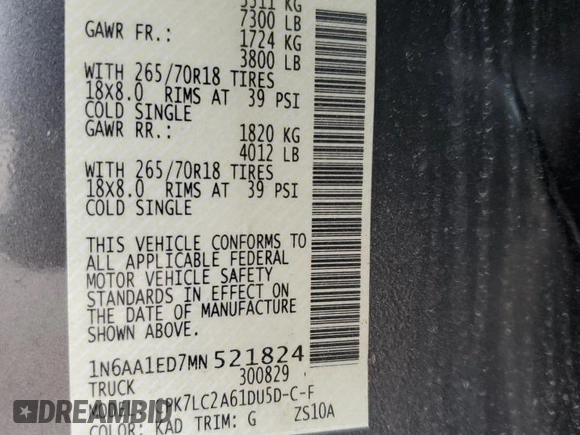 3311 KG
7300 LB
GAWR FR.: 1724 KG
3800 LB
WITH 265/70R18 TIRES
18X8.0 RIMS AT 39 PSI
COLD SINGLE
GAWR RR.: 1820 KG
4012 LB
WITH 265/70R18 TIRES
18X8.0 RIMS AT 39 PSI
COLD SINGLE
THIS VEHICLE CONFORMS TO
ALL APPLICABLE FEDERAL
MOTOR VEHICLE SAFETY
STANDARDS IN EFFECT ON
THE DATE OF MANUFACTURE
SHOWN ABOVE.
1N6AA1ED7MN521824
TRUCK 300829
PK7LC2A61DU5D-C-F
COLOR: KAD TRIM: G ZS10A
DREAMBID